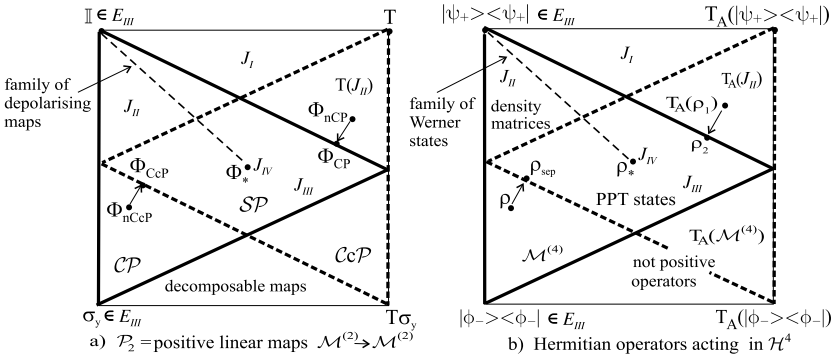 𝕀 ∈ E_III
T
J_I
family of
depolarising
maps
J_II
T(J_II)
Φ_nCP
Φ_CP
Φ_CcP
Φ_* J_IV
J_III
Φ_nCcP
SP
CP
CcP
decomposable maps
σ_y ∈ E_III
Tσ_y
a) P_2 =positive linear maps M^(2)→M^(2)
|ψ_+><ψ_+| ∈ E_III
T_A(|ψ_+><ψ_+|)
J_I
J_II
T_A(J_II)
family of
Werner
states
density
matrices
T_A(ρ_1)
ρ_2
ρ_sep
ρ_* J_IV
J_III
ρ
PPT states
M^(4)
T_A(M^(4))
not positive
operators
|ϕ_-><ϕ_-| ∈ E_III
T_A(|ϕ_-><ϕ_-|)
b) Hermitian operators acting in H^4